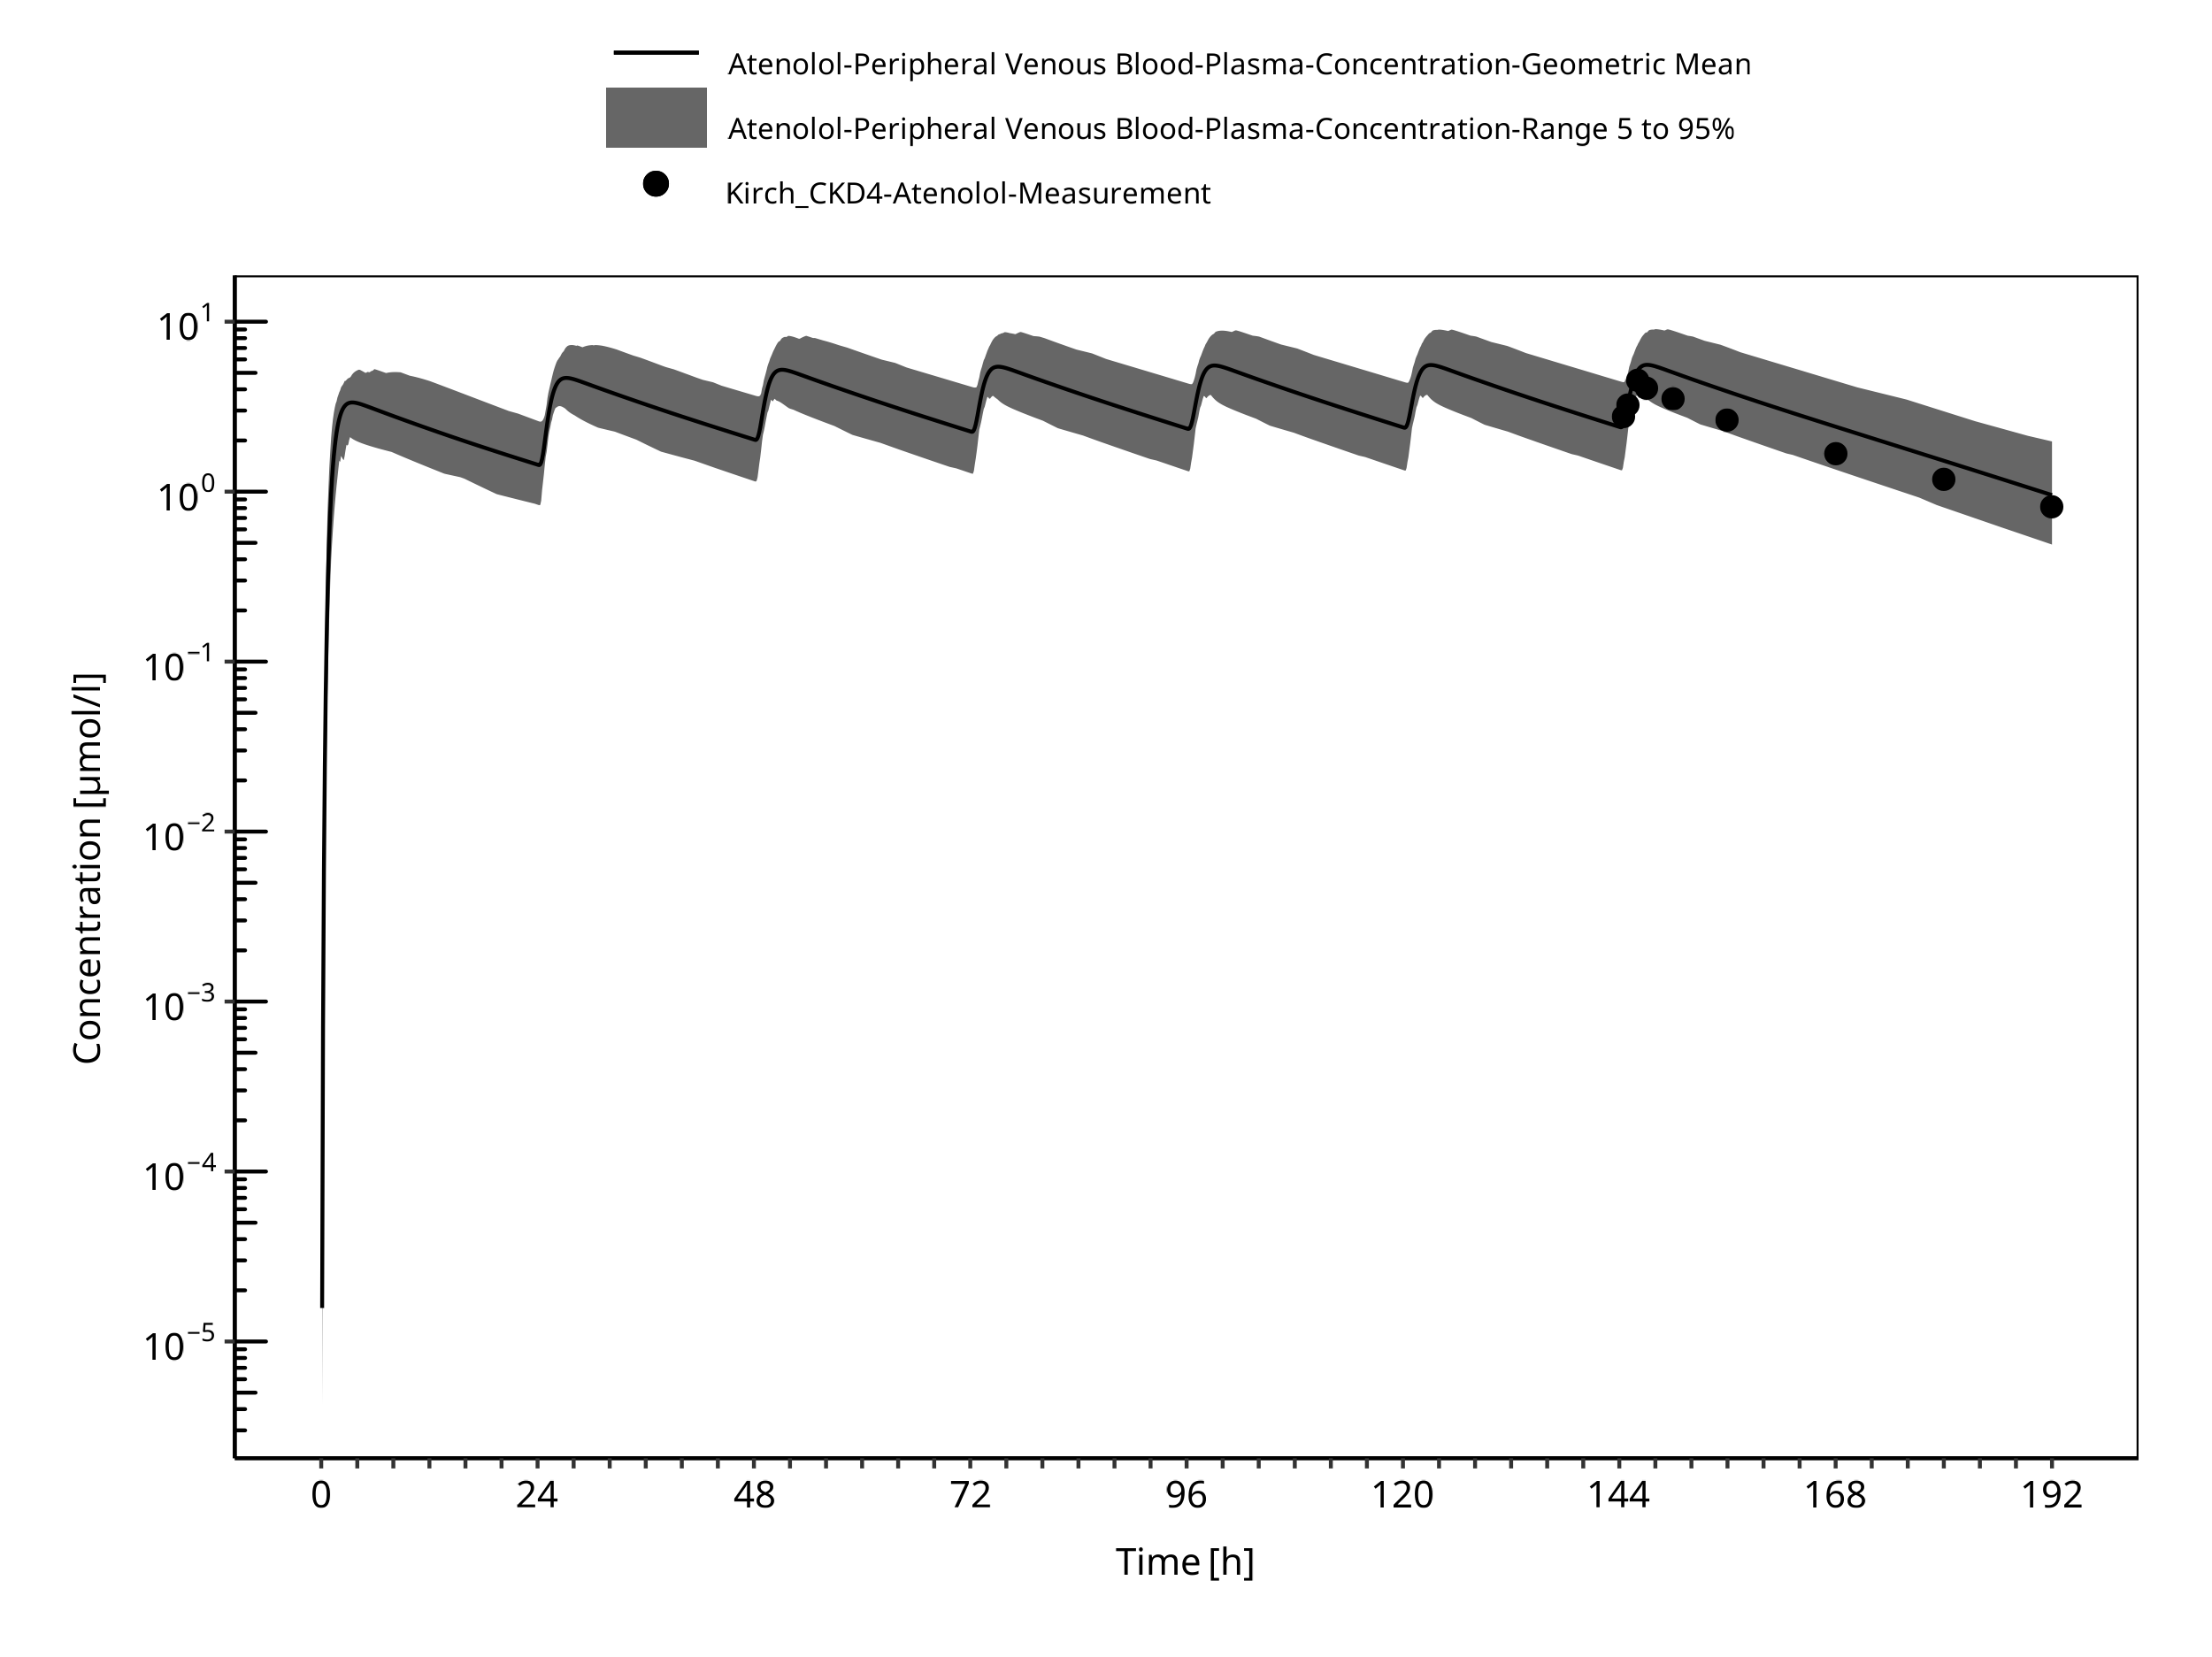 Atenolol-Peripheral Venous Blood-Plasma-Concentration-Geometric Mean
Atenolol-Peripheral Venous Blood-Plasma-Concentration-Range 5 to 95%
Kirch_CKD4-Atenolol-Measurement
Concentration [µmol/l]
10¹
10⁰
10⁻¹
10⁻²
10⁻³
10⁻⁴
10⁻⁵
0 24 48 72 96 120 144 168 192
Time [h]